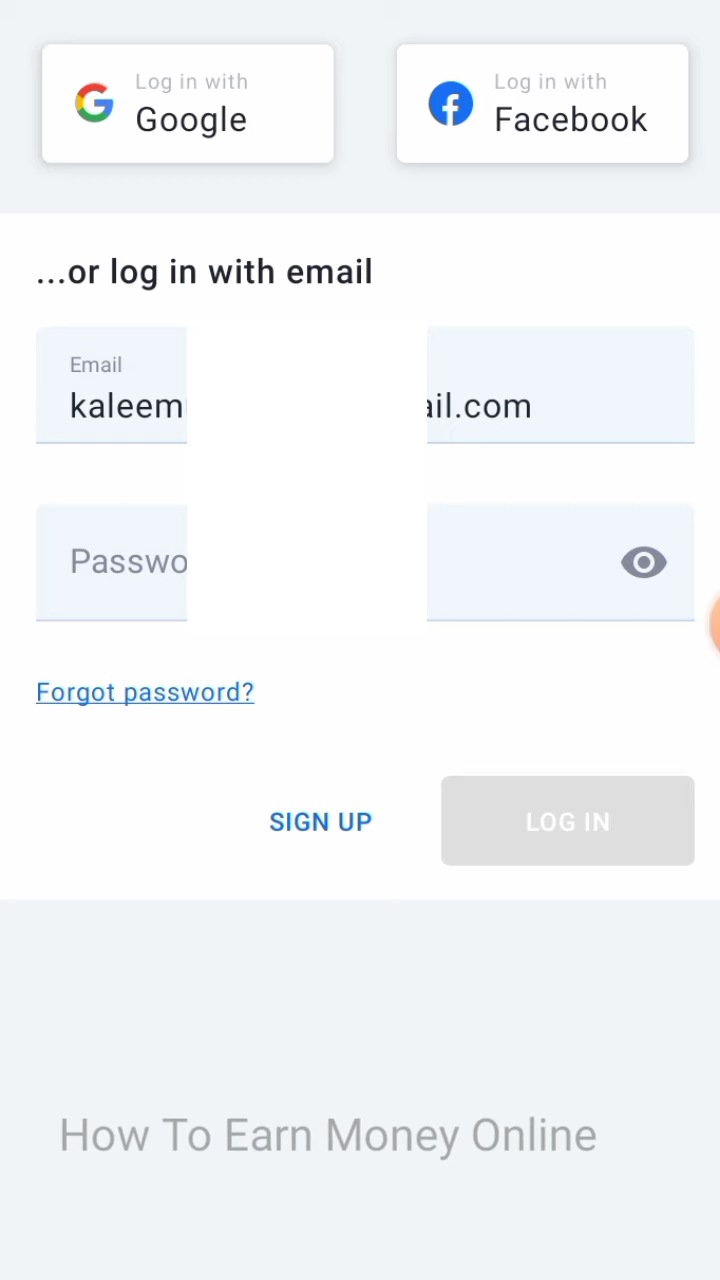 Log in with
Google
Log in with
Facebook
...or log in with email
Email
kaleem ail.com
Passwo
Forgot password?
SIGN UP
LOG IN
How To Earn Money Online